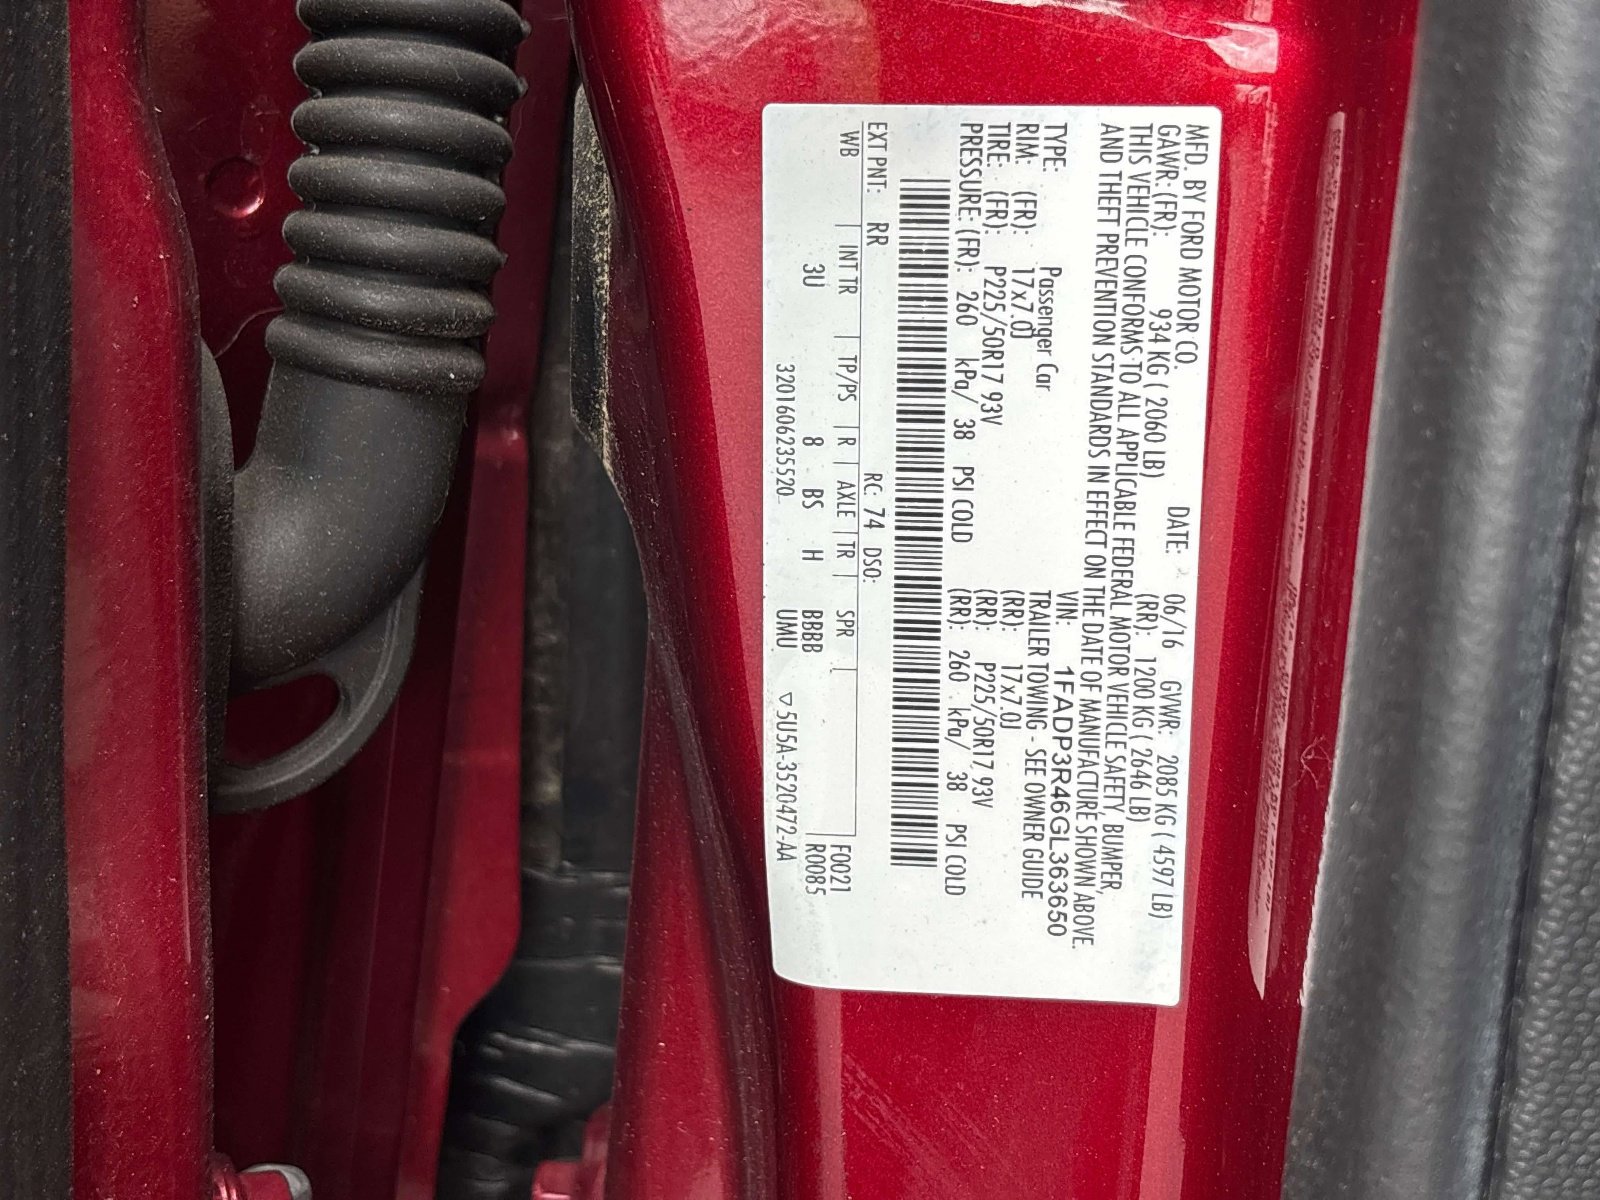 MFD. BY FORD MOTOR CO.
DATE: 06/16 GVWR: 2085 KG ( 4597 LB)
GAWR: (FR): 934 KG ( 2060 LB) (RR): 1200 KG ( 2646 LB)
THIS VEHICLE CONFORMS TO ALL APPLICABLE FEDERAL MOTOR VEHICLE SAFETY, BUMPER,
AND THEFT PREVENTION STANDARDS IN EFFECT ON THE DATE OF MANUFACTURE SHOWN ABOVE.
VIN: 1FADP3R46GL363650
TYPE: Passenger Car TRAILER TOWING - SEE OWNER GUIDE
RIM: (FR): 17x7.0J (RR): 17x7.0J
TIRE: (FR): P225/50R17 93V (RR): P225/50R17 93V
PRESSURE: (FR): 260 kPa/ 38 PSI COLD (RR): 260 kPa/ 38 PSI COLD
EXT PNT: RR RC: 74 DSO:
WB INT TR TP/PS R AXLE TR SPR F0021
3U 8 BS H BBBB R0085
3201606235520 UMU ▽5U5A-3520472-AA